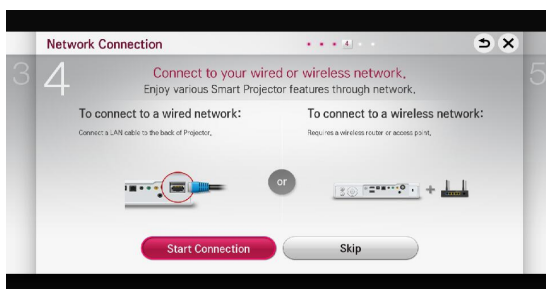 Network Connection
4
3
4
5
Connect to your wired or wireless network,
Enjoy various Smart Projector features through network,
To connect to a wired network:
Connect a LAN cable to the back of Projector,
To connect to a wireless network:
Requires a wireless router or access point,
or
+
Start Connection
Skip